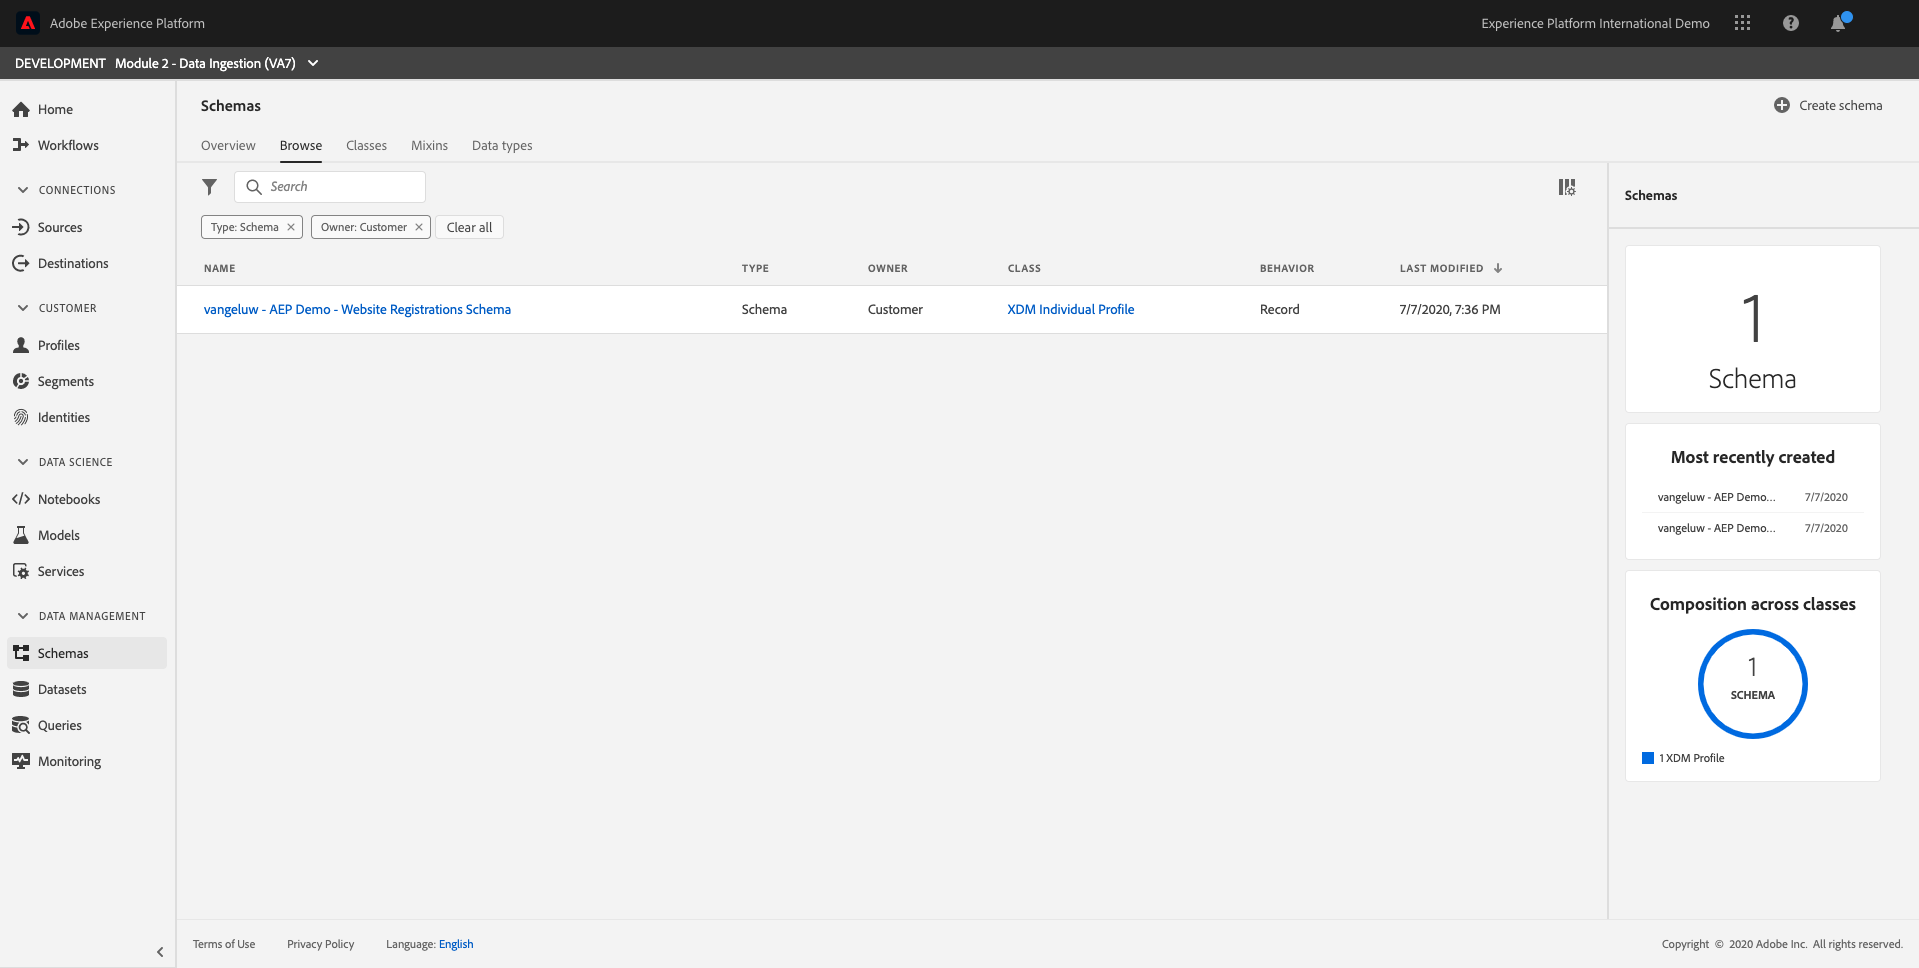 Adobe Experience Platform
Experience Platform International Demo
DEVELOPMENT Module 2 - Data Ingestion (VA7)
Home
Workflows
CONNECTIONS
Sources
Destinations
CUSTOMER
Profiles
Segments
Identities
DATA SCIENCE
Notebooks
Models
Services
DATA MANAGEMENT
Schemas
Datasets
Queries
Monitoring
Schemas
Create schema
Overview Browse Classes Mixins Data types
Search
Type: Schema Owner: Customer Clear all
NAME TYPE OWNER CLASS BEHAVIOR LAST MODIFIED
vangeluw - AEP Demo - Website Registrations Schema Schema Customer XDM Individual Profile Record 7/7/2020, 7:36 PM
Schemas
1
Schema
Most recently created
vangeluw - AEP Demo... 7/7/2020
vangeluw - AEP Demo... 7/7/2020
Composition across classes
1
SCHEMA
1 XDM Profile
Terms of Use Privacy Policy Language: English
Copyright © 2020 Adobe Inc. All rights reserved.